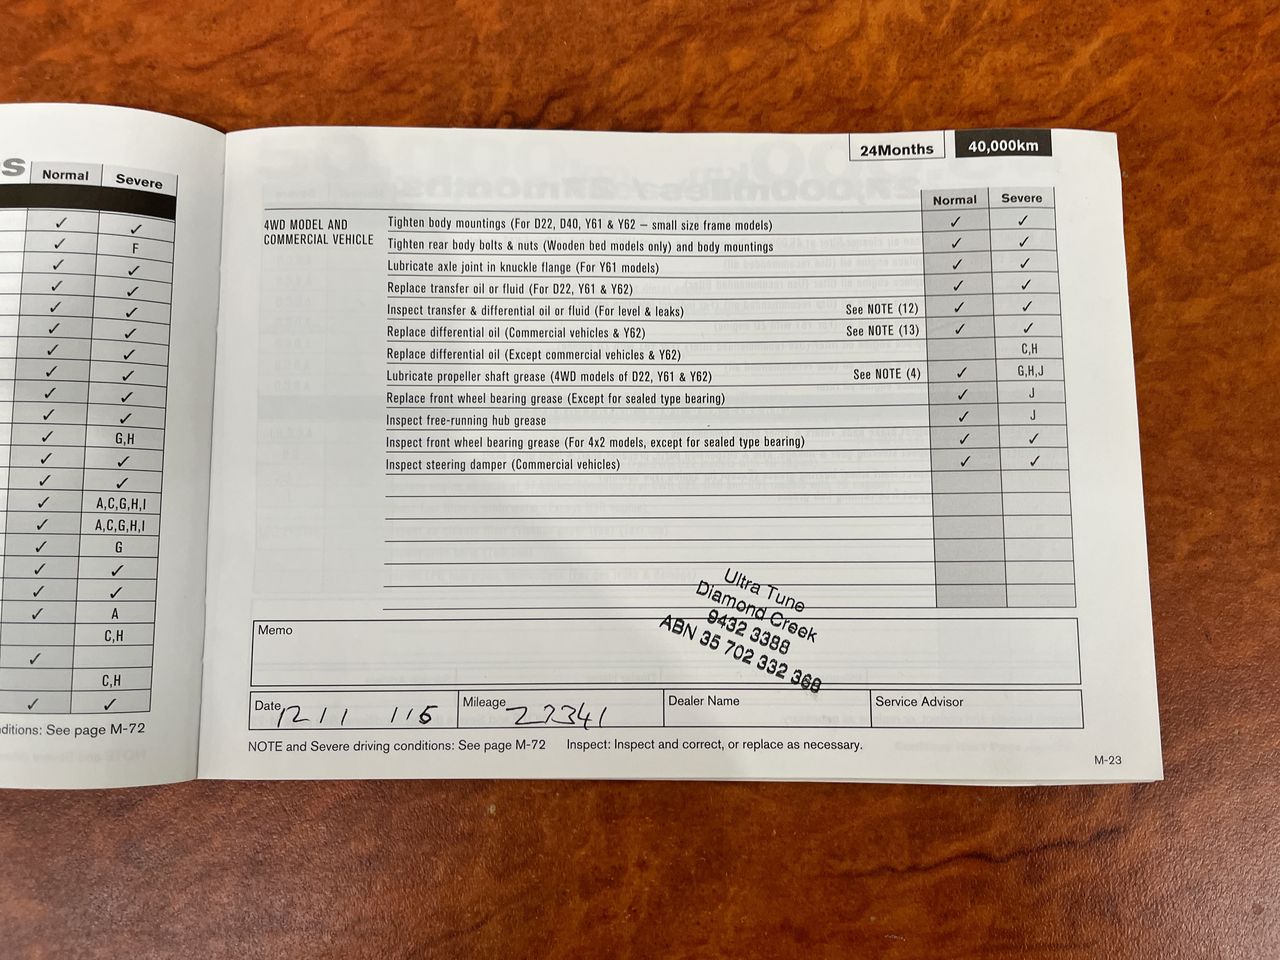 s
Normal Severe
✓ ✓
✓ F
✓ ✓
✓ ✓
✓ ✓
✓ ✓
✓ ✓
✓ ✓
✓ ✓
✓ ✓
✓ G,H
✓ ✓
✓ ✓
✓ A,C,G,H,I
✓ A,C,G,H,I
✓ G
✓ ✓
✓ ✓
✓ A
C,H
✓
C,H
✓ ✓
ditions: See page M-72
24Months 40,000km
Normal Severe
4WD MODEL AND
COMMERCIAL VEHICLE
Tighten body mountings (For D22, D40, Y61 & Y62 – small size frame models) ✓ ✓
Tighten rear body bolts & nuts (Wooden bed models only) and body mountings ✓ ✓
Lubricate axle joint in knuckle flange (For Y61 models) ✓ ✓
Replace transfer oil or fluid (For D22, Y61 & Y62) ✓ ✓
Inspect transfer & differential oil or fluid (For level & leaks) See NOTE (12) ✓ ✓
Replace differential oil (Commercial vehicles & Y62) See NOTE (13) ✓ ✓
Replace differential oil (Except commercial vehicles & Y62) C,H
Lubricate propeller shaft grease (4WD models of D22, Y61 & Y62) See NOTE (4) ✓ G,H,J
Replace front wheel bearing grease (Except for sealed type bearing) ✓ J
Inspect free-running hub grease ✓ J
Inspect front wheel bearing grease (For 4x2 models, except for sealed type bearing) ✓ ✓
Inspect steering damper (Commercial vehicles) ✓ ✓
Ultra Tune
Diamond Creek
9432 3388
ABN 35 702 332 368
Memo
Date Mileage Dealer Name Service Advisor
NOTE and Severe driving conditions: See page M-72 Inspect: Inspect and correct, or replace as necessary.
M-23